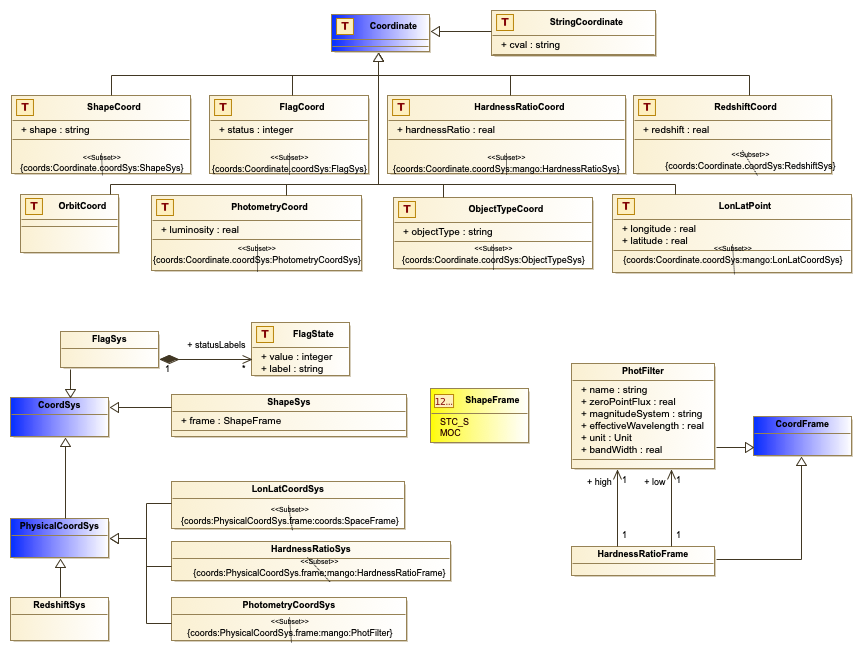 T Coordinate
T StringCoordinate
+ cval : string
T ShapeCoord
+ shape : string
<<Subset>>
{coords:Coordinate.coordSys:ShapeSys}
T FlagCoord
+ status : integer
<<Subset>>
{coords:Coordinate.coordSys:FlagSys}
T HardnessRatioCoord
+ hardnessRatio : real
<<Subset>>
{coords:Coordinate.coordSys:mango:HardnessRatioSys}
T RedshiftCoord
+ redshift : real
<<Subset>>
{coords:Coordinate.coordSys:RedshiftSys}
T OrbitCoord
T PhotometryCoord
+ luminosity : real
<<Subset>>
{coords:Coordinate.coordSys:PhotometryCoordSys}
T ObjectTypeCoord
+ objectType : string
<<Subset>>
{coords:Coordinate.coordSys:ObjectTypeSys}
T LonLatPoint
+ longitude : real
+ latitude : real
<<Subset>>
{coords:Coordinate.coordSys:mango:LonLatCoordSys}
FlagSys
+ statusLabels
1
*
T FlagState
+ value : integer
+ label : string
CoordSys
ShapeSys
+ frame : ShapeFrame
12... ShapeFrame
STC_S
MOC
PhotFilter
+ name : string
+ zeroPointFlux : real
+ magnitudeSystem : string
+ effectiveWavelength : real
+ unit : Unit
+ bandWidth : real
CoordFrame
+ high 1
+ low 1
1
1
HardnessRatioFrame
PhysicalCoordSys
LonLatCoordSys
<<Subset>>
{coords:PhysicalCoordSys.frame:coords:SpaceFrame}
HardnessRatioSys
<<Subset>>
{coords:PhysicalCoordSys.frame:mango:HardnessRatioFrame}
RedshiftSys
PhotometryCoordSys
<<Subset>>
{coords:PhysicalCoordSys.frame:mango:PhotFilter}